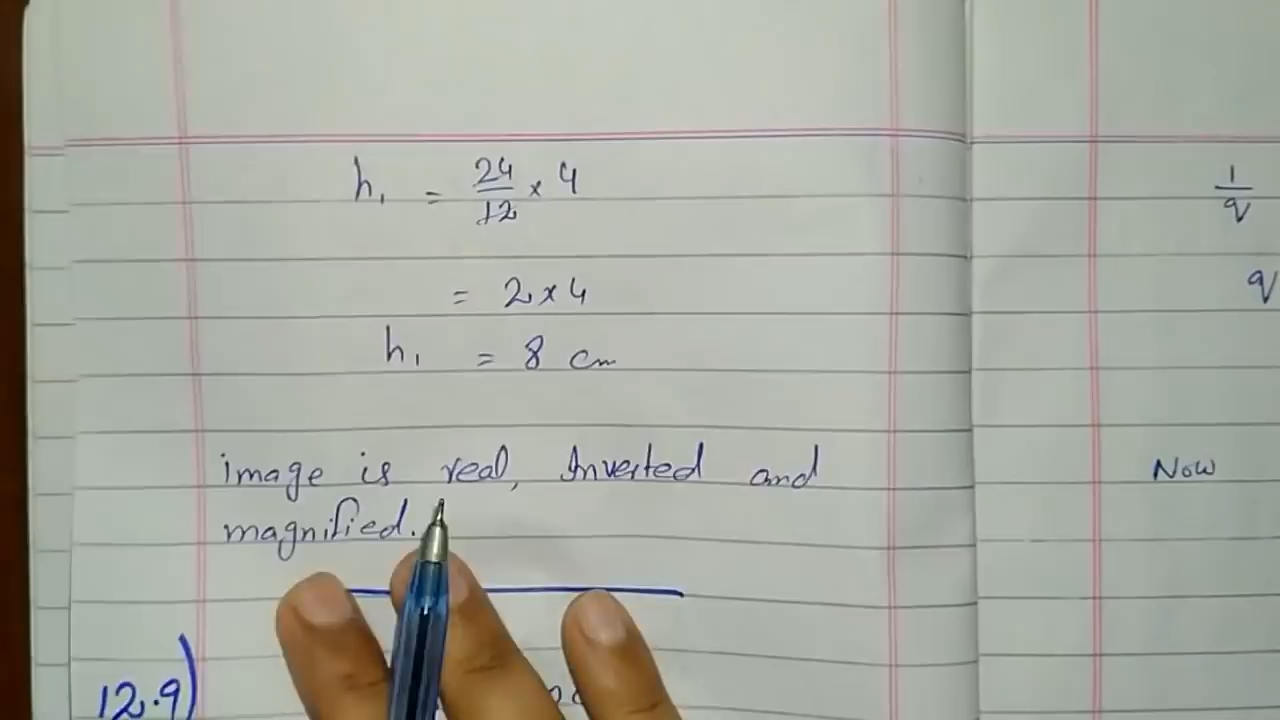 h₁ = 24/12 × 4
= 2 × 4
h₁ = 8 cm
image is real, Inverted and
magnified.
12.9)
1/q
q
Now